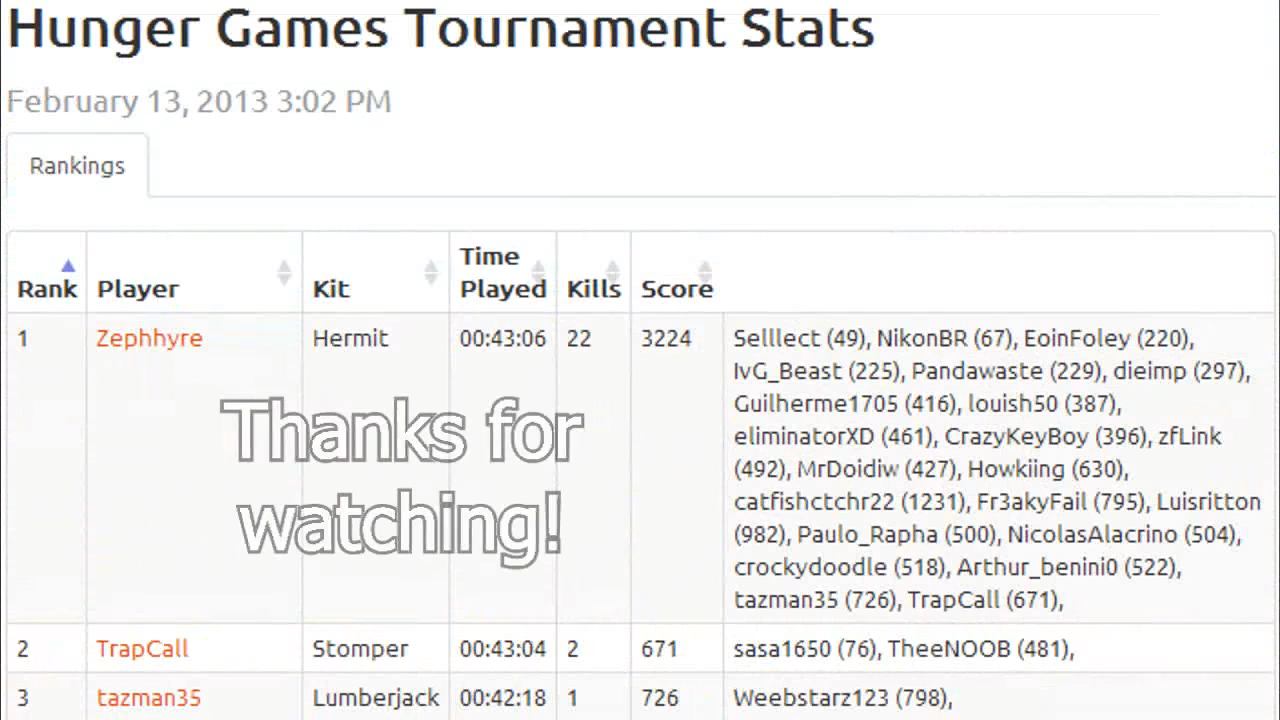 Hunger Games Tournament Stats
February 13, 2013 3:02 PM
Rankings
Rank Player Kit Time Played Kills Score
1 Zephhyre Hermit 00:43:06 22 3224 Selllect (49), NikonBR (67), EoinFoley (220),
IvG_Beast (225), Pandawaste (229), dieimp (297),
Guilherme1705 (416), louish50 (387),
eliminatorXD (461), CrazyKeyBoy (396), zfLink
(492), MrDoidiw (427), Howkiing (630),
catfishctchr22 (1231), Fr3akyFail (795), Luisritton
(982), Paulo_Rapha (500), NicolasAlacrino (504),
crockydoodle (518), Arthur_benini0 (522),
tazman35 (726), TrapCall (671),
Thanks for
watching!
2 TrapCall Stomper 00:43:04 2 671 sasa1650 (76), TheeNOOB (481),
3 tazman35 Lumberjack 00:42:18 1 726 Weebstarz123 (798),